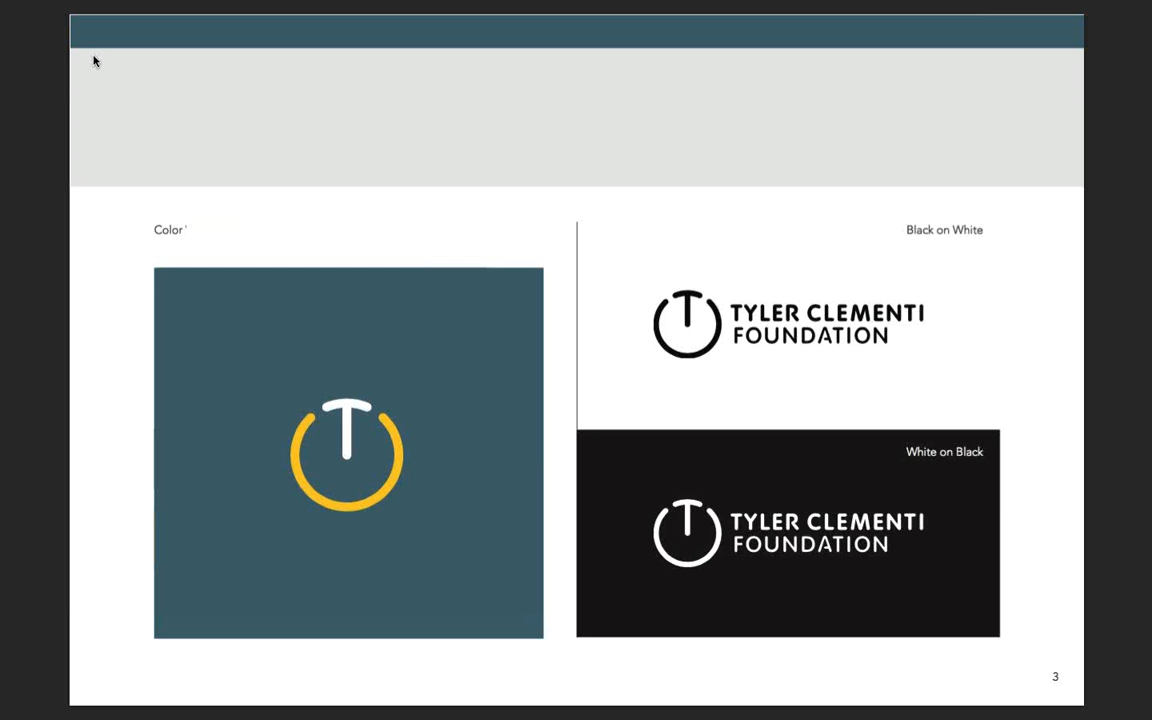 Color
Black on White
TYLER CLEMENTI
FOUNDATION
White on Black
TYLER CLEMENTI
FOUNDATION
3